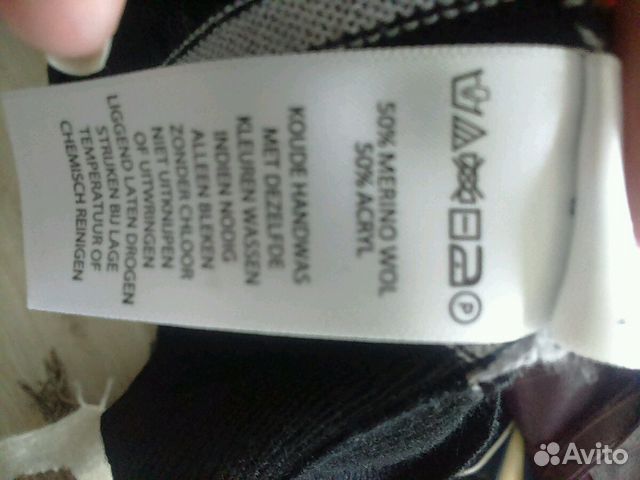 50% MERINO WOL
50% ACRYL
KOUDE HANDWAS
MET DEZELFDE
KLEUREN WASSEN
INDIEN NODIG
ALLEEN BLEKEN
ZONDER CHLOOR
NIET UITKNIJPEN
OF UITWRINGEN
LIGGEND LATEN DROGEN
STRIJKEN BIJ LAGE
TEMPERATUUR OF
CHEMISCH REINIGEN
P
Avito